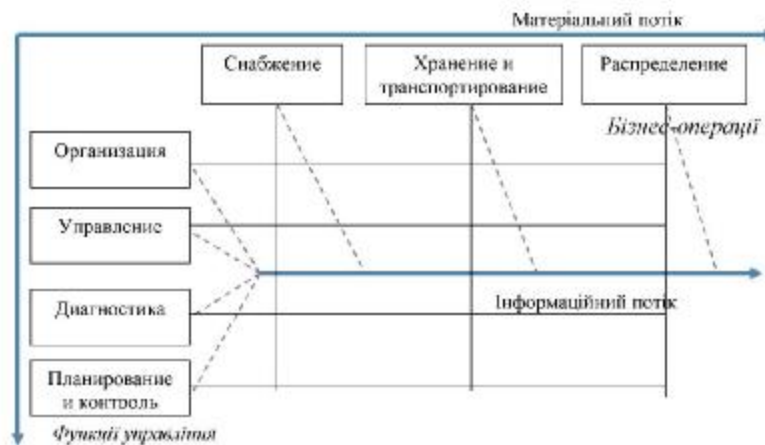 Матеріальний потік
Снабжение
Хранение и
транспортирование
Распределение
Бізнес-операції
Организация
Управление
Диагностика
Інформаційний потік
Планирование
и контроль
Функції управління